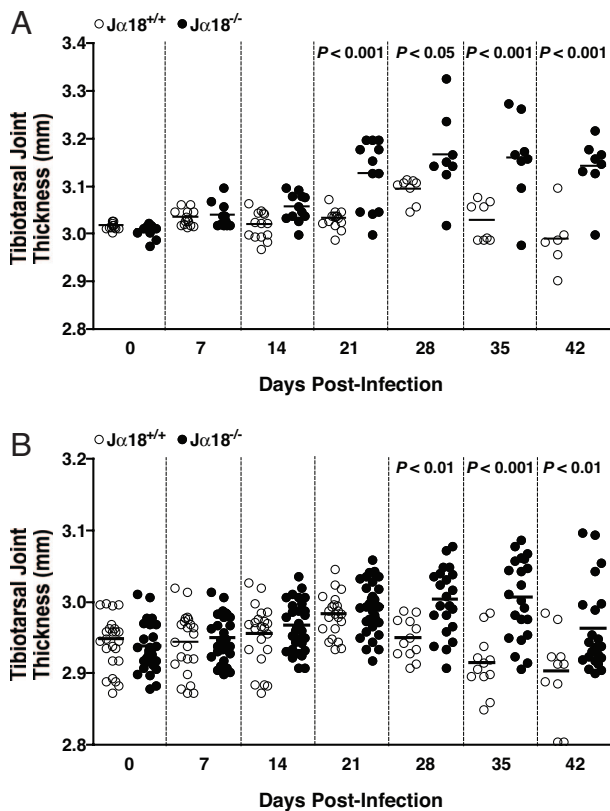 A
○ Jα18+/+ ● Jα18-/-
P < 0.001 P < 0.05 P < 0.001 P < 0.001
3.4
3.3
3.2
3.1
3.0
2.9
2.8
Tibiotarsal Joint
Thickness (mm)
0 7 14 21 28 35 42
Days Post-Infection
B
○ Jα18+/+ ● Jα18-/-
P < 0.01 P < 0.001 P < 0.01
3.2
3.1
3.0
2.9
2.8
Tibiotarsal Joint
Thickness (mm)
0 7 14 21 28 35 42
Days Post-Infection